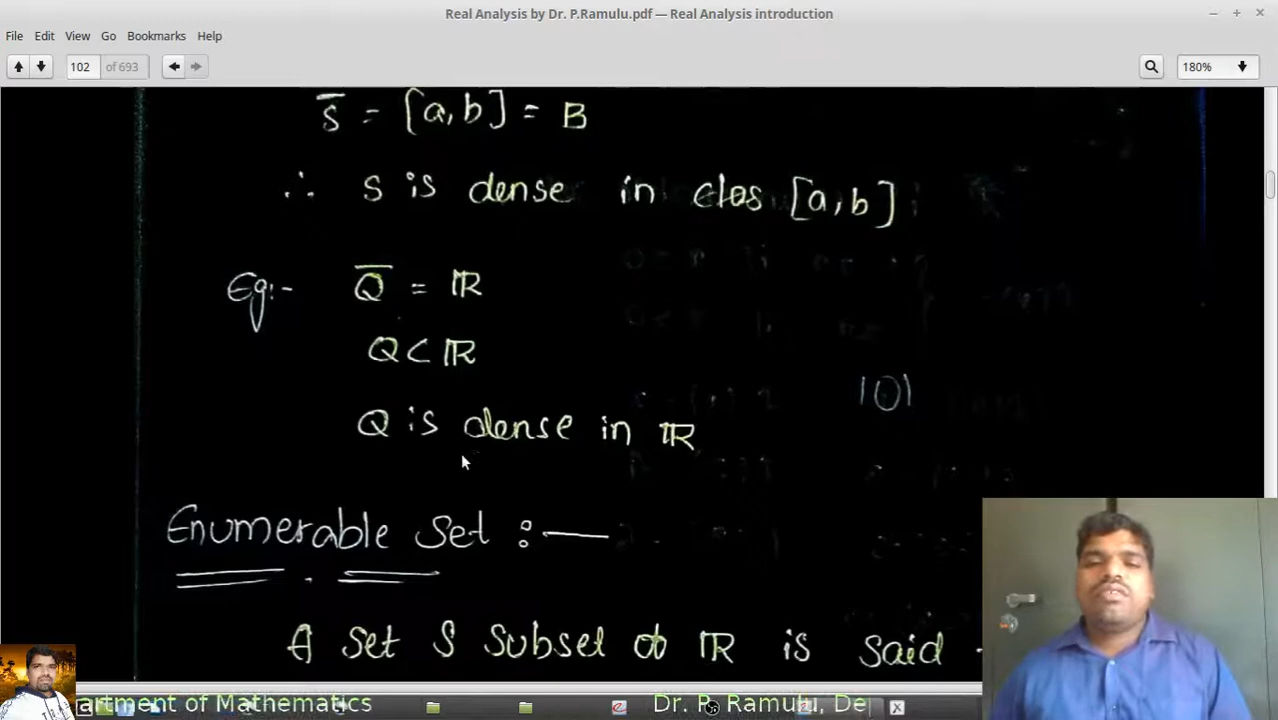 Real Analysis by Dr. P.Ramulu.pdf — Real Analysis introduction
File Edit View Go Bookmarks Help
102 of 693 180%
S̅ = [a,b] = B
∴ S is dense in clos [a,b]
Eg:- Q̅ = ℝ
Q ⊂ ℝ
Q is dense in ℝ
101
Enumerable Set :—
A Set S Subset of ℝ is said
artment of Mathematics Dr. P. Ramulu, De